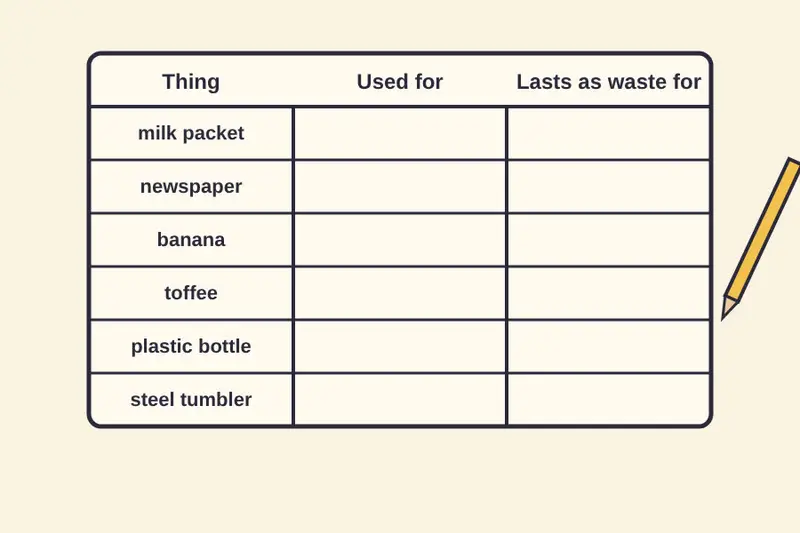 Thing Used for Lasts as waste for
milk packet
newspaper
banana
toffee
plastic bottle
steel tumbler